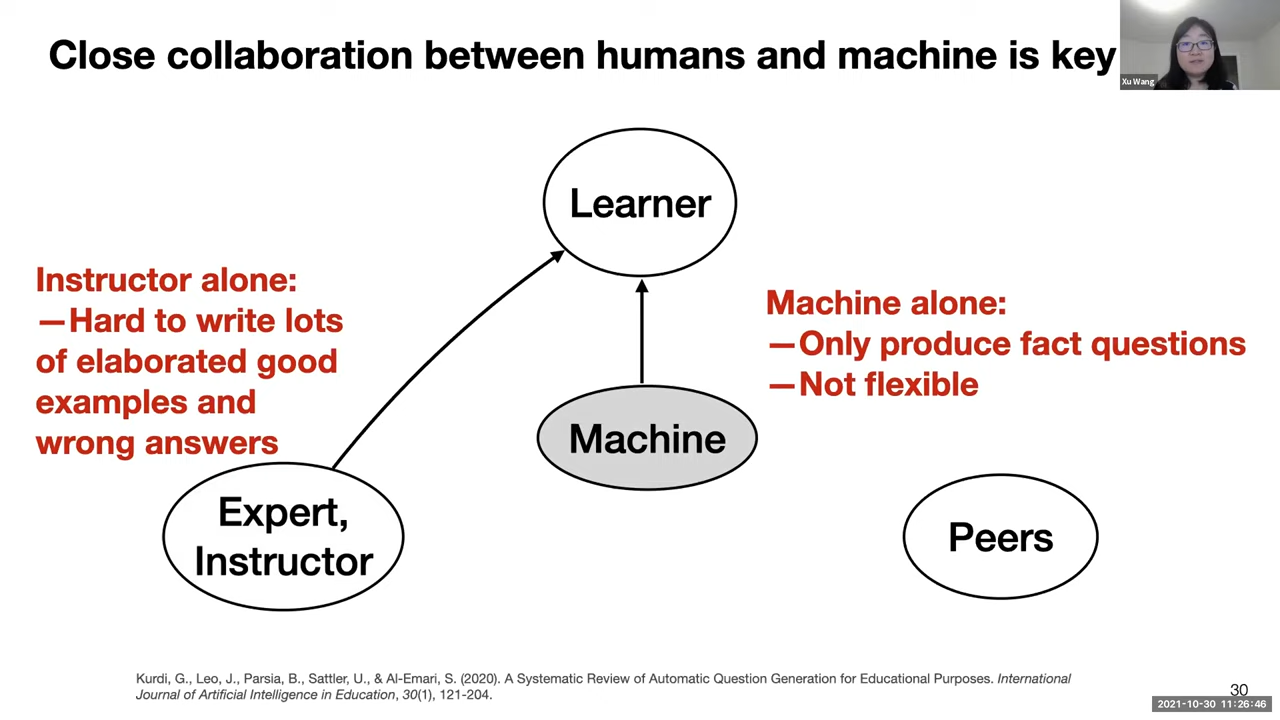 Close collaboration between humans and machine is key
Xu Wang
Learner
Instructor alone:
—Hard to write lots
of elaborated good
examples and
wrong answers
Machine alone:
—Only produce fact questions
—Not flexible
Machine
Expert,
Instructor
Peers
Kurdi, G., Leo, J., Parsia, B., Sattler, U., & Al-Emari, S. (2020). A Systematic Review of Automatic Question Generation for Educational Purposes. International
Journal of Artificial Intelligence in Education, 30(1), 121-204.
30
2021-10-30 11:26:46